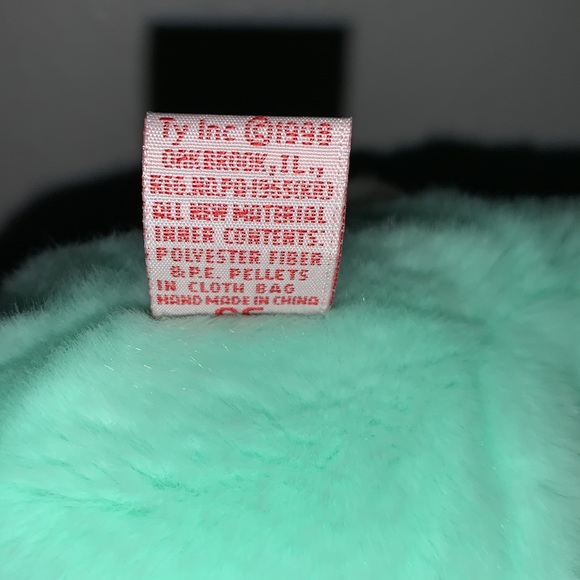 Ty Inc ©1998
OAKBROOK, IL.,
REG.NO.PA-1965(KR)
ALL NEW MATERIAL
INNER CONTENTS:
POLYESTER FIBER
& P.E. PELLETS
IN CLOTH BAG
HAND MADE IN CHINA